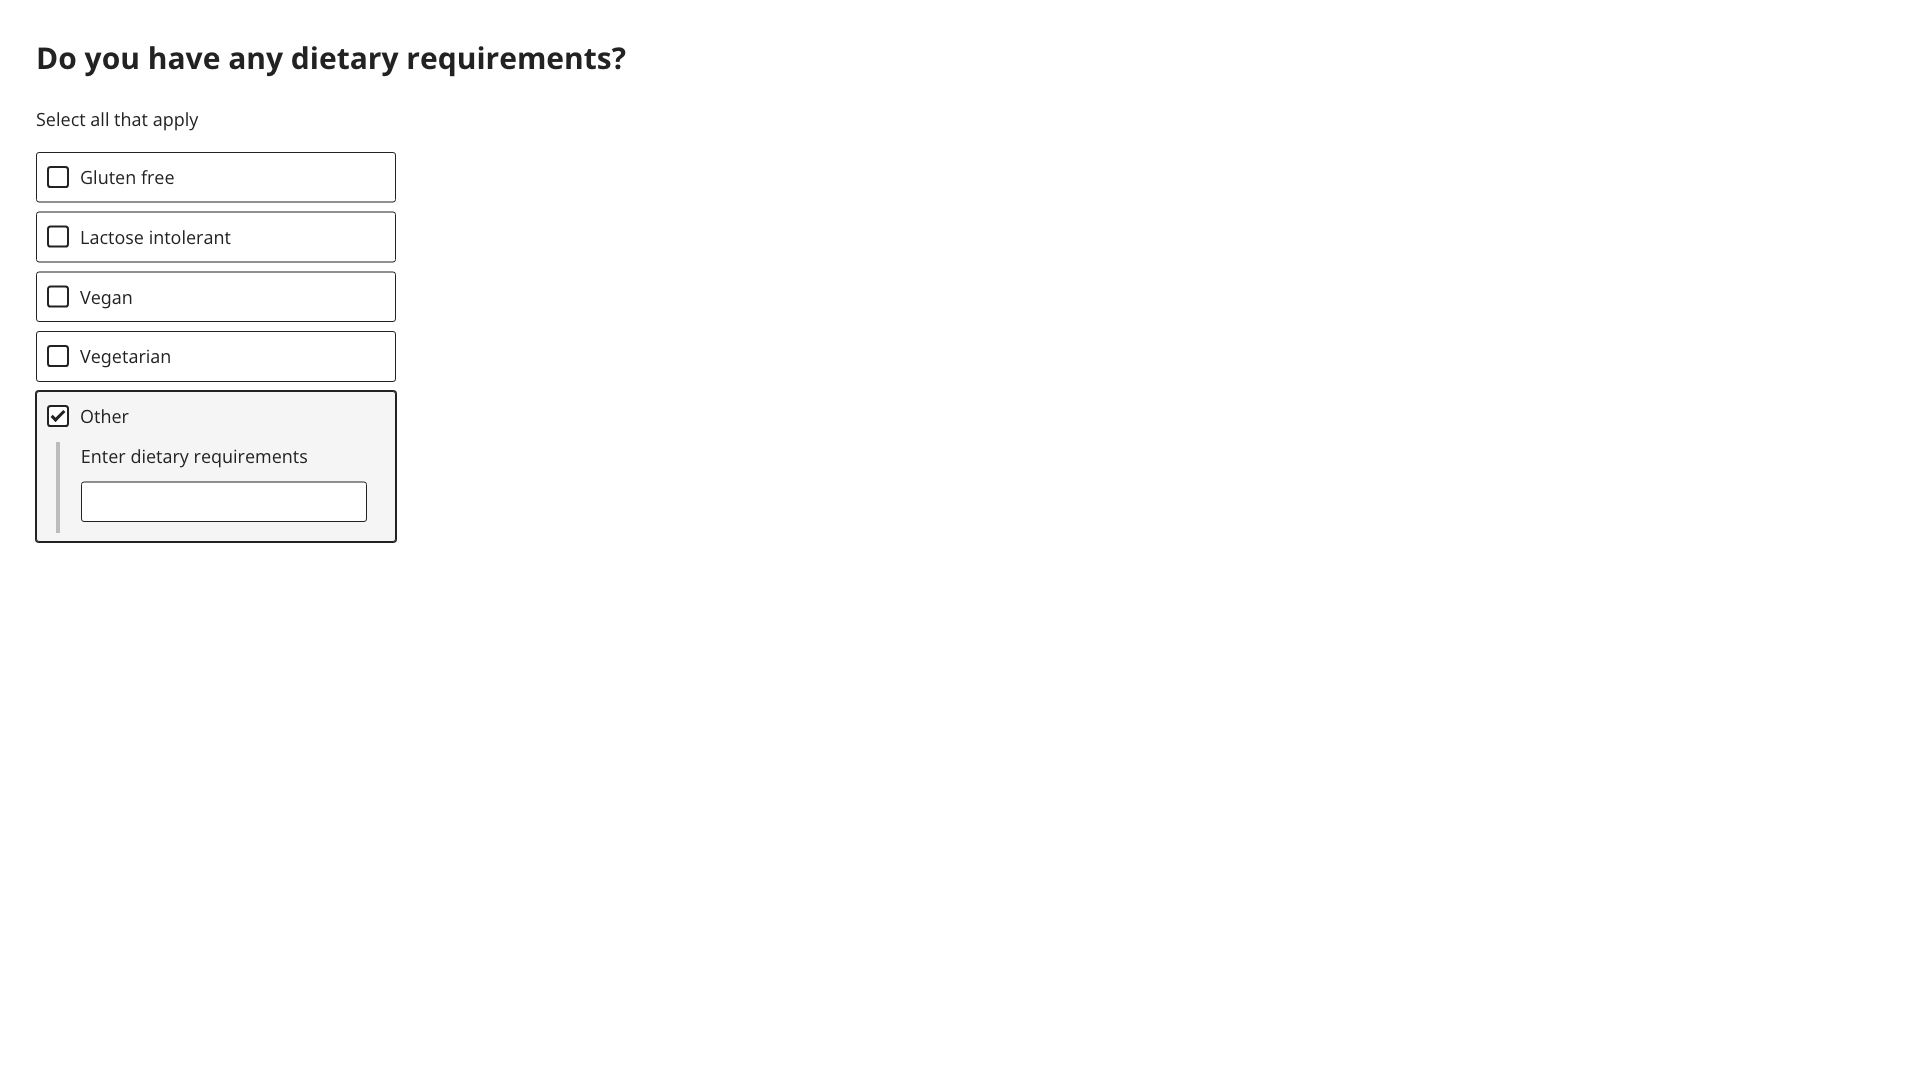 Do you have any dietary requirements?
Select all that apply
Gluten free
Lactose intolerant
Vegan
Vegetarian
Other
Enter dietary requirements